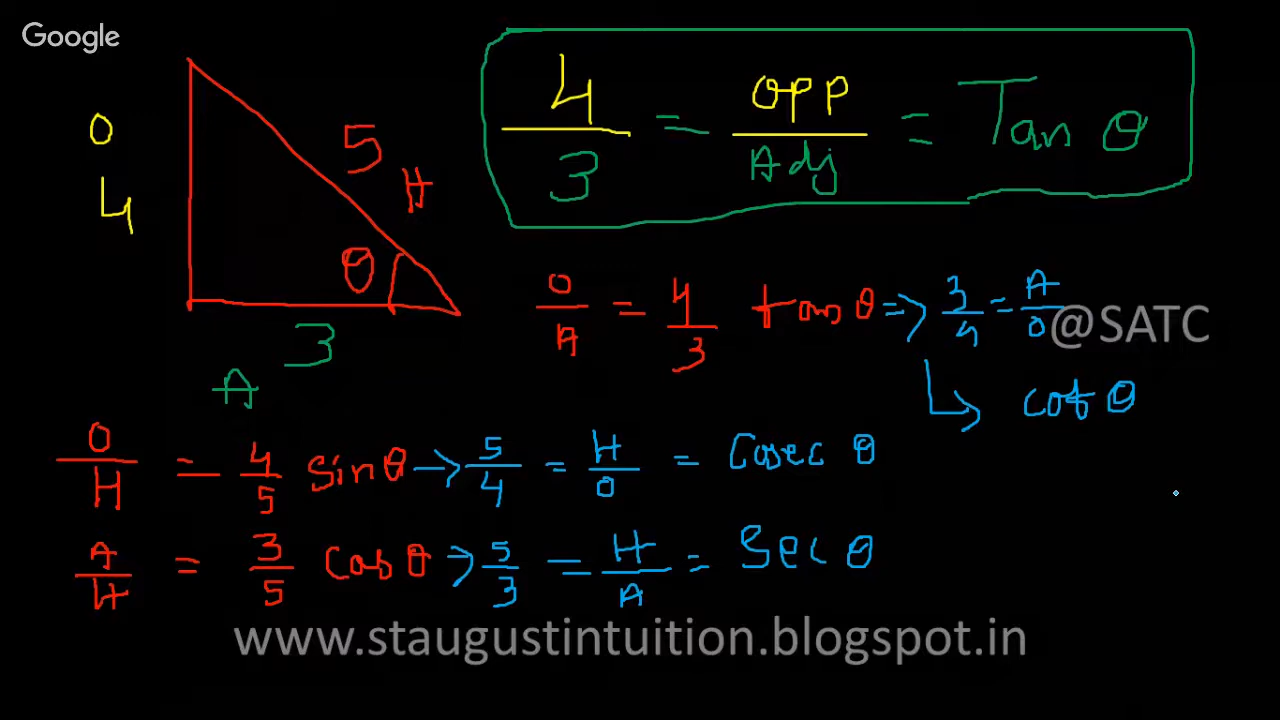 Google
4/3 = OPP/Adj = Tan θ
O
4
5
H
θ
3
A
O/A = 4/3 tan θ => 3/4 = A/O
@SATC
↳ cot θ
O/H = 4/5 Sin θ → 5/4 = H/O = Cosec θ
A/H = 3/5 Cos θ → 5/3 = H/A = Sec θ
www.staugustintuition.blogspot.in